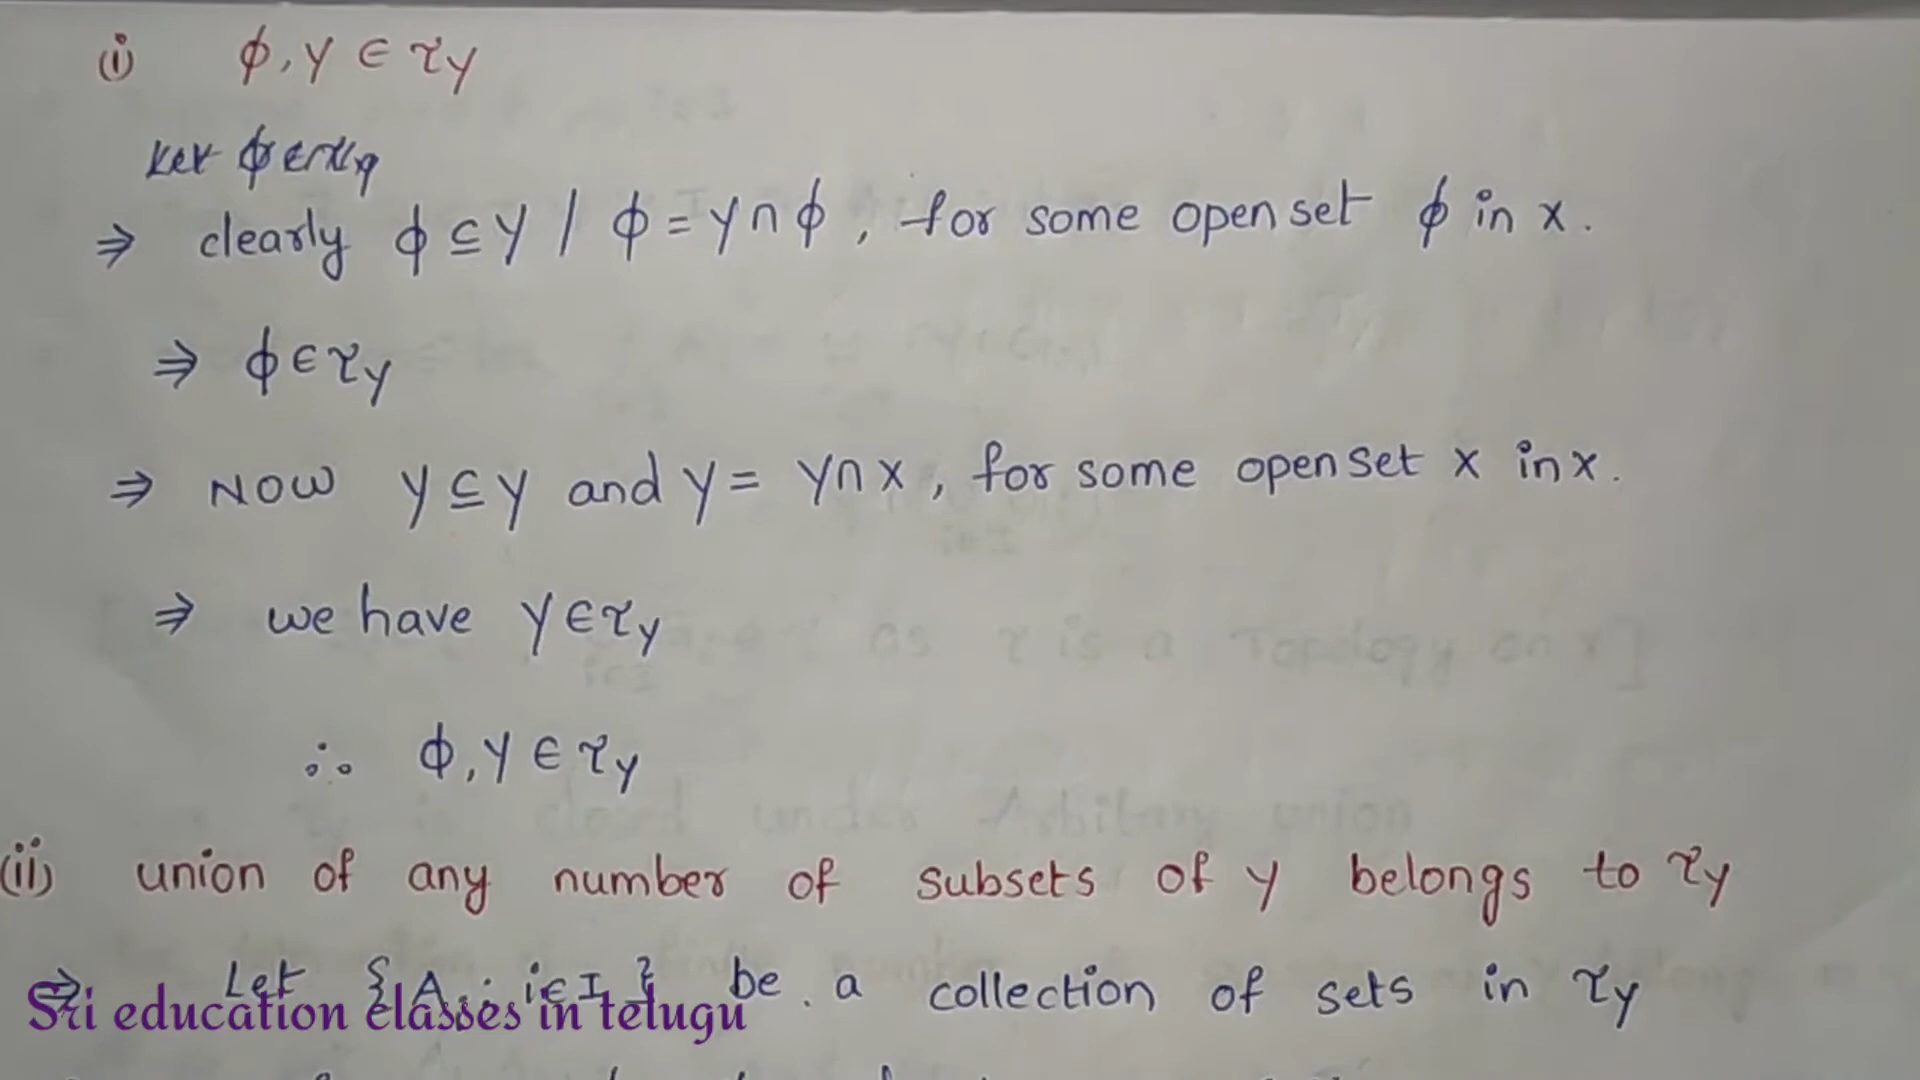 (i) ϕ, y ∈ τy
⇒ clearly ϕ ⊆ y / ϕ = y ∩ ϕ, for some open set ϕ in x.
⇒ ϕ ∈ τy
⇒ Now y ⊆ y and y = y ∩ x, for some open set x in x.
⇒ we have y ∈ τy
∴ ϕ, y ∈ τy
(ii) union of any number of subsets of y belongs to τy
⇒ Let {Ai : i ∈ I} be a collection of sets in τy
Sri education classes in telugu